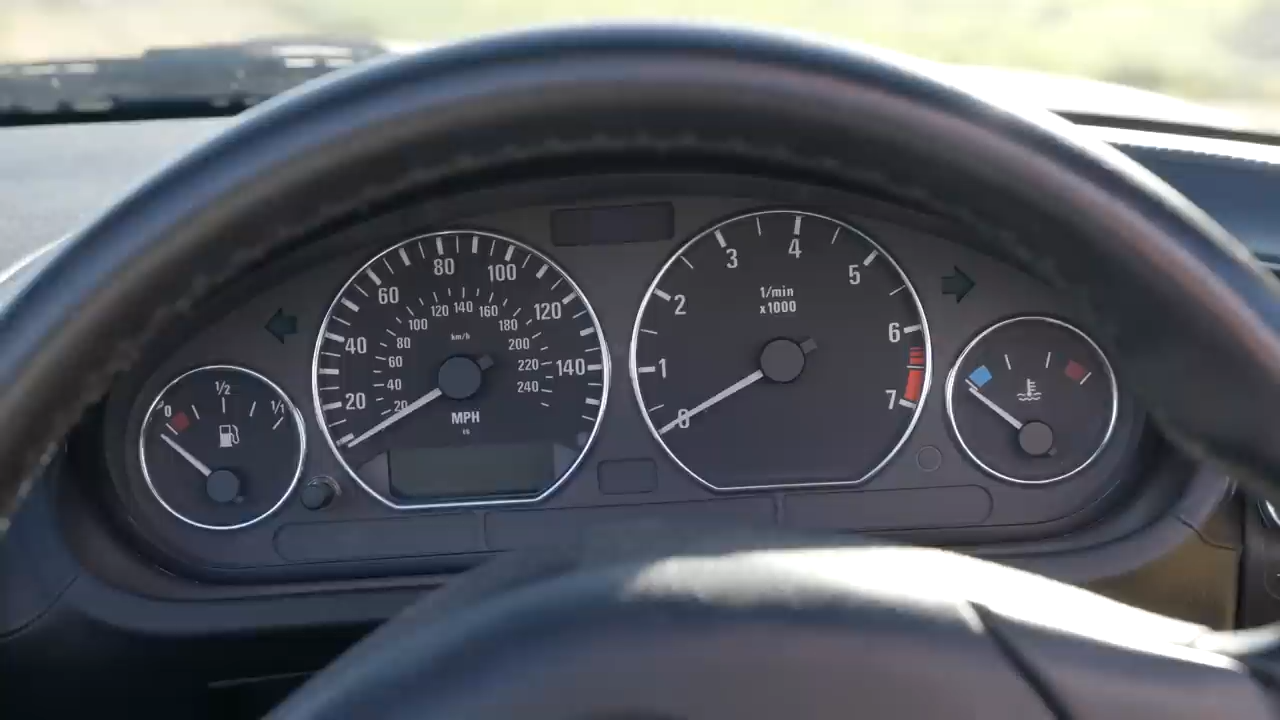 0 1/2 1/1
20 40 60 80 100 120 140
20 40 60 80 100 120 140 160 180 200 220 240
km/h
MPH
0 1 2 3 4 5 6 7
1/min
x1000